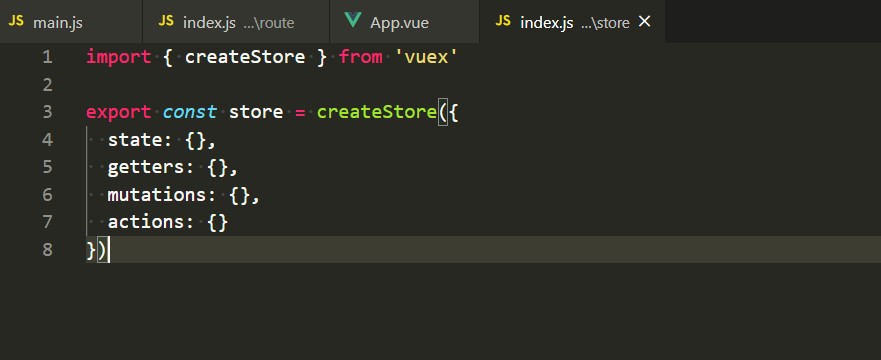 JS main.js JS index.js ...\route App.vue JS index.js ...\store ×
1 import { createStore } from 'vuex'
2
3 export const store = createStore({
4   state: {},
5   getters: {},
6   mutations: {},
7   actions: {}
8 })